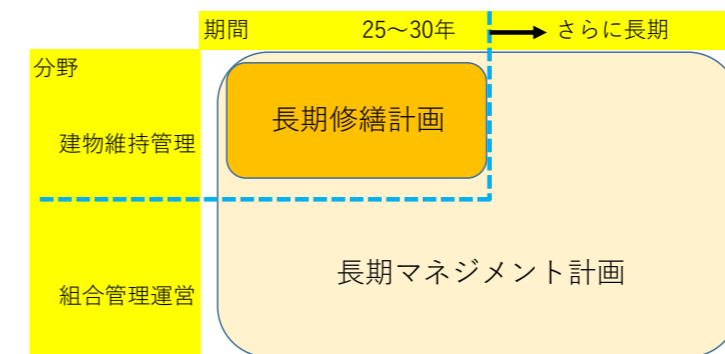 期間
25～30年
さらに長期
分野
建物維持管理
長期修繕計画
長期マネジメント計画
組合管理運営